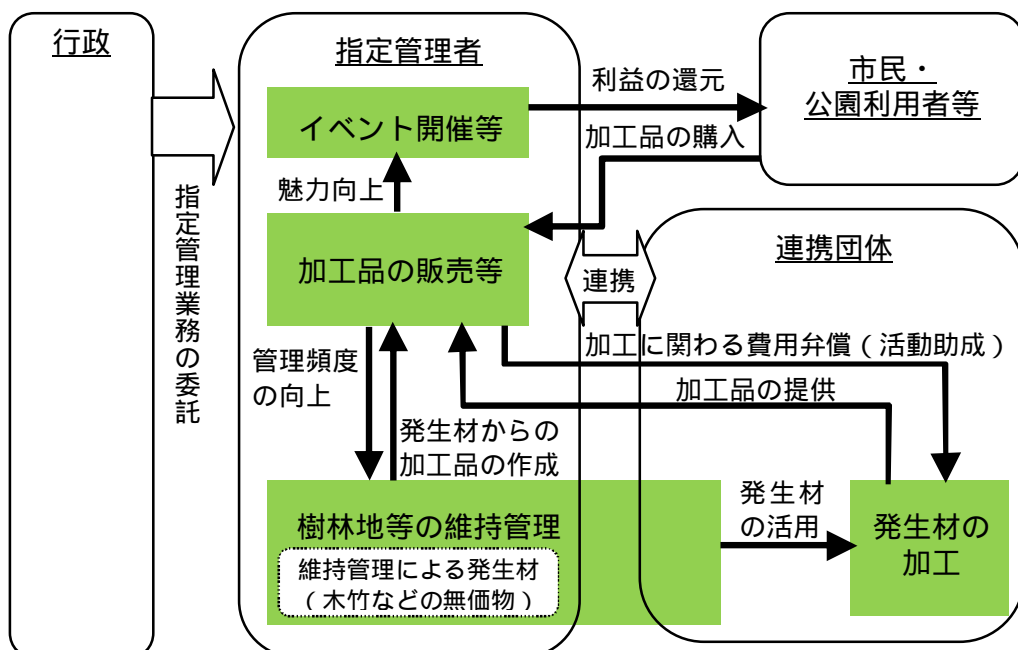 行政
指定管理業務の委託
指定管理者
イベント開催等
魅力向上
加工品の販売等
管理頻度
の向上
発生材からの
加工品の作成
樹林地等の維持管理
維持管理による発生材
（木竹などの無価物）
利益の還元
加工品の購入
市民・
公園利用者等
連携
連携団体
加工に関わる費用弁償（活動助成）
加工品の提供
発生材
の活用
発生材の
加工